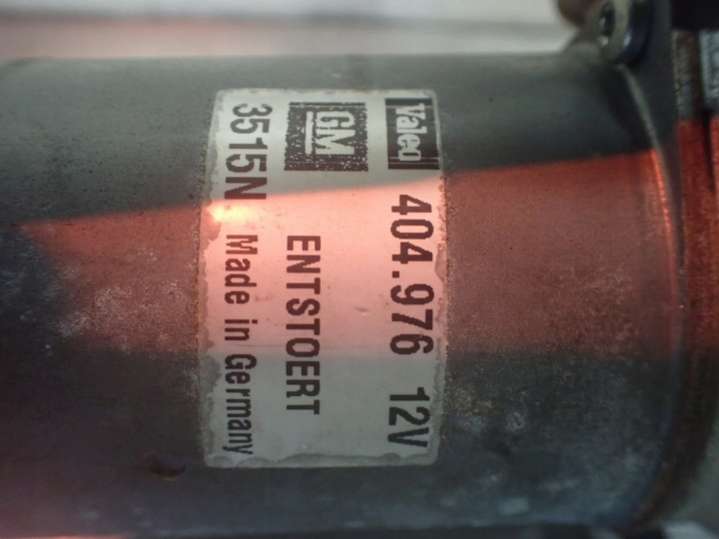 Valeo 404.976 12V
GM ENTSTOERT
3515N Made in Germany